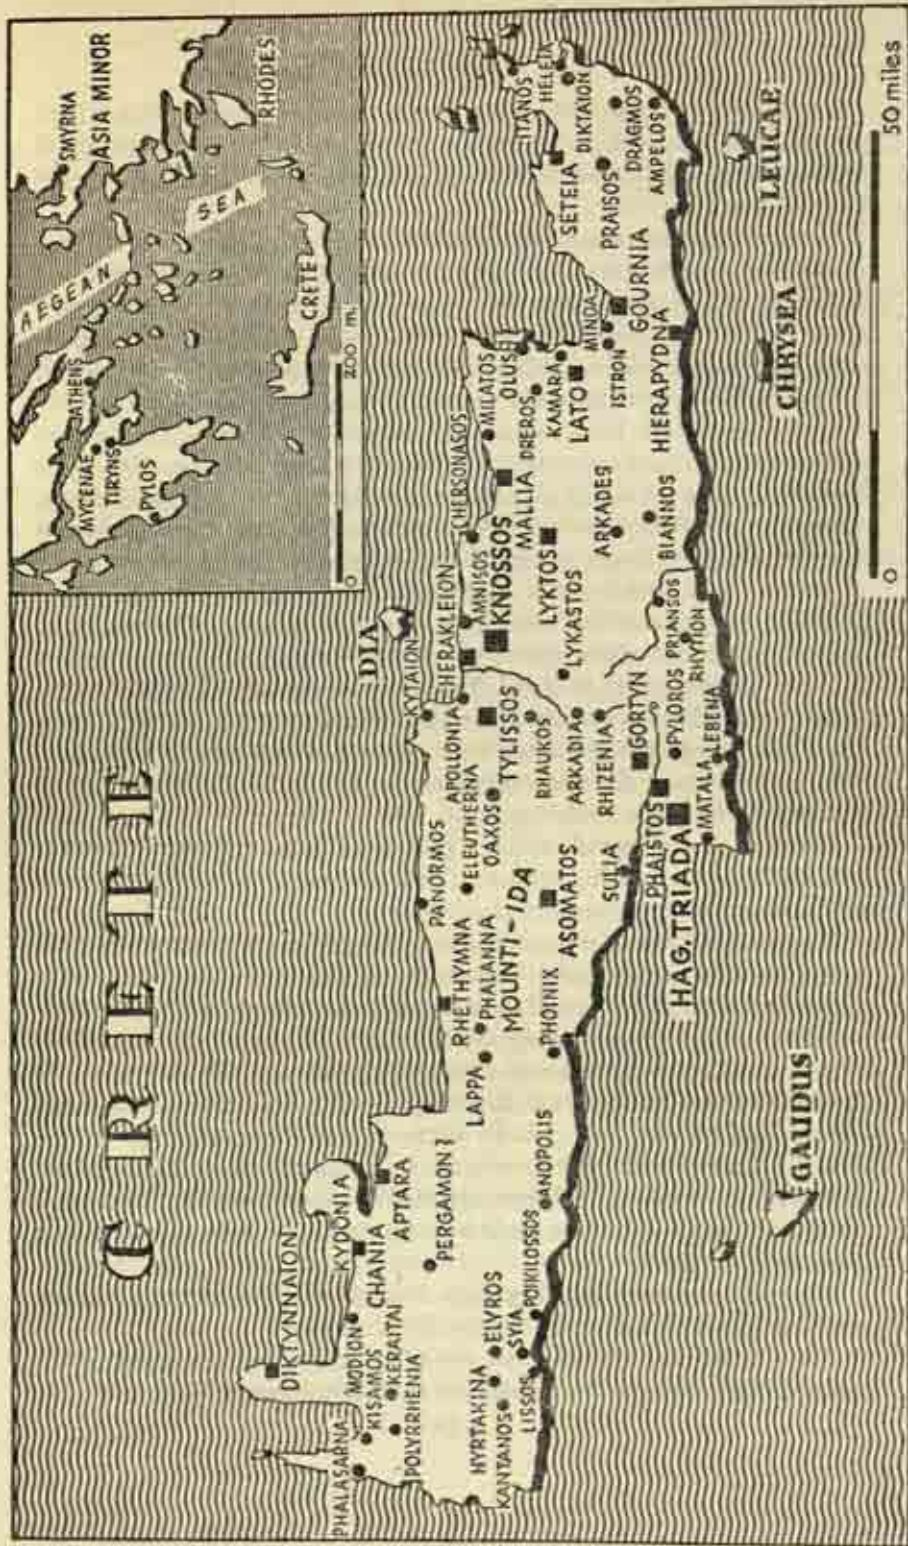 CRETE
AEGEAN
SEA
SMYRNA
ASIA MINOR
MYCENAE
ATHENS
TIRYNS
PYLOS
RHODES
CRETE
0 200 m.
DIA
PHALASARNA
DIKTYNNAION
MODION
KISAMOS
KERAITAI
POLYRRHENIA
KYDONIA
CHANIA
APTARA
PERGAMON?
HYRTAKINA
KANTANOS
ELYROS
SYIA
LISSOS
POIKILOSSOS
ANOPOLIS
LAPPA
PHOINIX
RHETHYMNA
PHALANNA
MOUNTI-IDA
PANORMOS
ELEUTHERNA
OAXOS
ASOMATOS
SULIA
APOLLONIA
KYTAION
TYLISSOS
RHAUKOS
ARKADIA
RHIZENIA
GORTYN
PHAISTOS
HAG. TRIADA
MATALA
LEBENA
PYLOROS
PRIANSOS
RHYTION
HERAKLEION
AMNISOS
KNOSSOS
CHERSONASOS
LYKTOS
LYKASTOS
ARKADES
BIANNOS
MALLIA
MILATOS
DREROS
OLUS
KAMARA
LATO
ISTRON
MINOA
GOURNIA
HIERAPYDNA
SETEIA
PRAISOS
ITANOS
HELEIA
DIKTAION
DRAGMOS
AMPELOS
GAUDUS
CHRYSEA
LEUCAE
0 50 miles